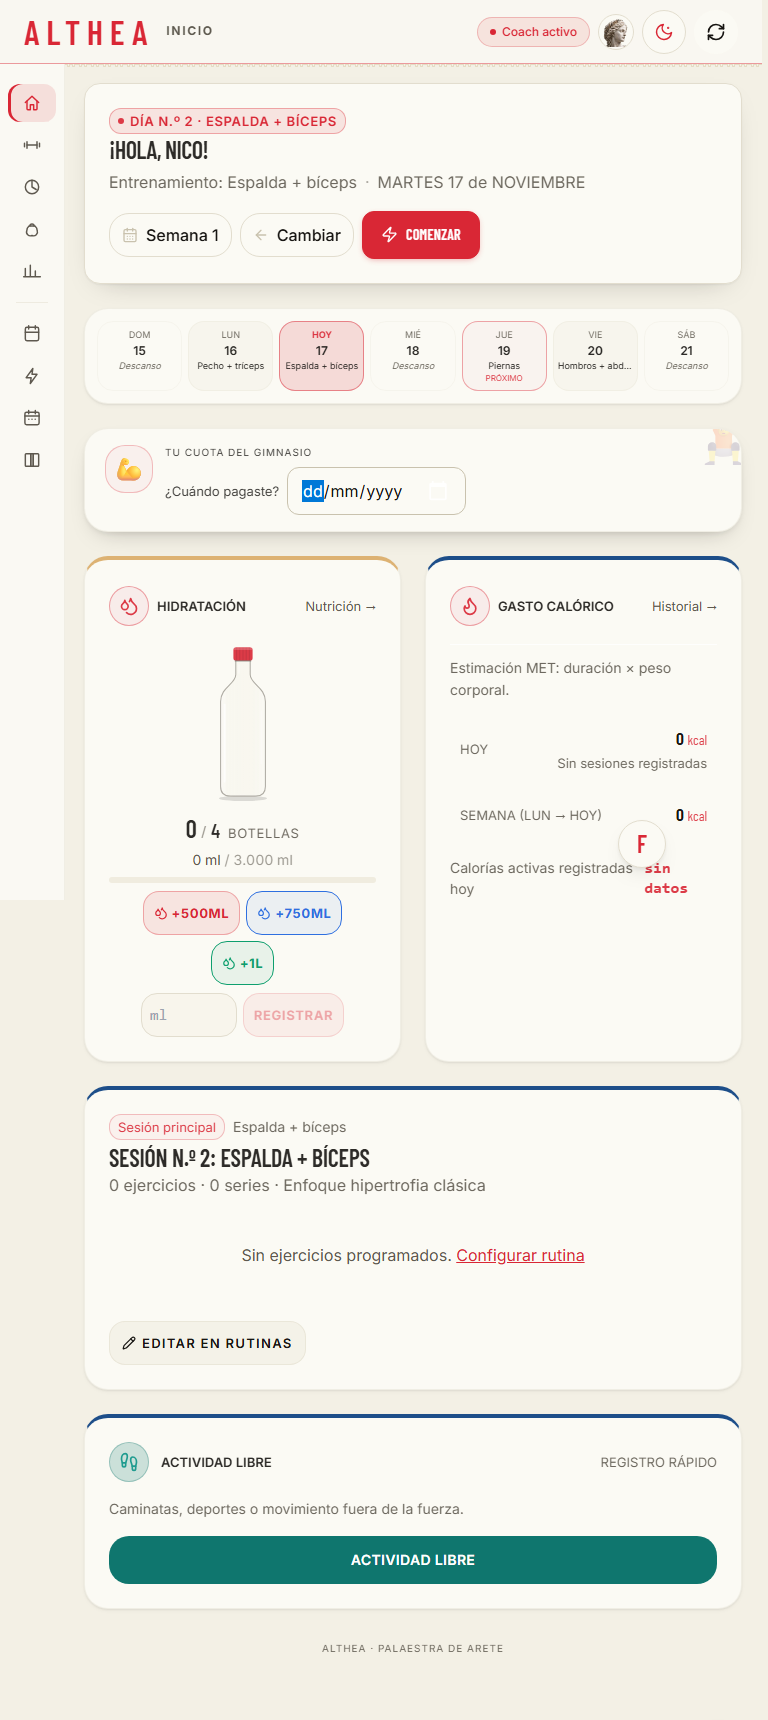 ALTHEA INICIO
Coach activo
DÍA N.º 2 · ESPALDA + BÍCEPS
¡HOLA, NICO!
Entrenamiento: Espalda + bíceps · MARTES 17 de NOVIEMBRE
Semana 1 Cambiar COMENZAR
DOM LUN HOY MIÉ JUE VIE SÁB
15 16 17 18 19 20 21
Descanso Pecho + tríceps Espalda + bíceps Descanso Piernas Hombros + abd... Descanso
PRÓXIMO
TU CUOTA DEL GIMNASIO
¿Cuándo pagaste? dd/mm/yyyy
HIDRATACIÓN Nutrición →
0 / 4 BOTELLAS
0 ml / 3.000 ml
+500ML +750ML
+1L
ml REGISTRAR
GASTO CALÓRICO Historial →
Estimación MET: duración × peso
corporal.
HOY 0 kcal
Sin sesiones registradas
SEMANA (LUN → HOY) 0 kcal
F
Calorías activas registradas sin
hoy datos
Sesión principal Espalda + bíceps
SESIÓN N.º 2: ESPALDA + BÍCEPS
0 ejercicios · 0 series · Enfoque hipertrofia clásica
Sin ejercicios programados. Configurar rutina
EDITAR EN RUTINAS
ACTIVIDAD LIBRE REGISTRO RÁPIDO
Caminatas, deportes o movimiento fuera de la fuerza.
ACTIVIDAD LIBRE
ALTHEA · PALAESTRA DE ARETE